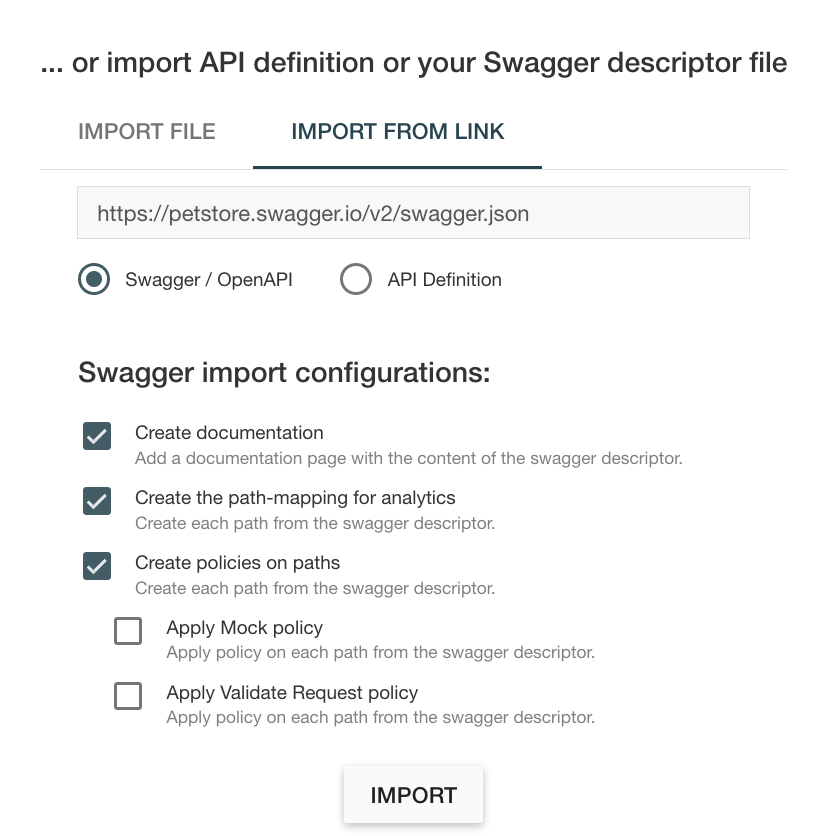 ... or import API definition or your Swagger descriptor file
IMPORT FILE
IMPORT FROM LINK
https://petstore.swagger.io/v2/swagger.json
Swagger / OpenAPI
API Definition
Swagger import configurations:
Create documentation
Add a documentation page with the content of the swagger descriptor.
Create the path-mapping for analytics
Create each path from the swagger descriptor.
Create policies on paths
Create each path from the swagger descriptor.
Apply Mock policy
Apply policy on each path from the swagger descriptor.
Apply Validate Request policy
Apply policy on each path from the swagger descriptor.
IMPORT